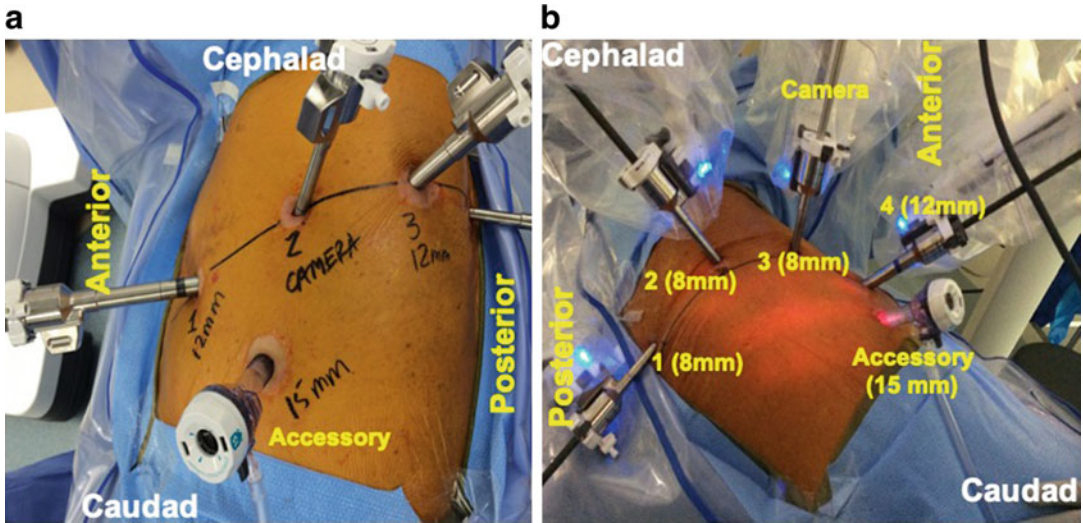 a
Cephalad
Anterior
1
12mm
2
CAMERA
3
12mm
15mm
Accessory
Posterior
Caudad
b
Cephalad
Camera
Anterior
4 (12mm)
3 (8mm)
2 (8mm)
1 (8mm)
Posterior
Accessory
(15 mm)
Caudad